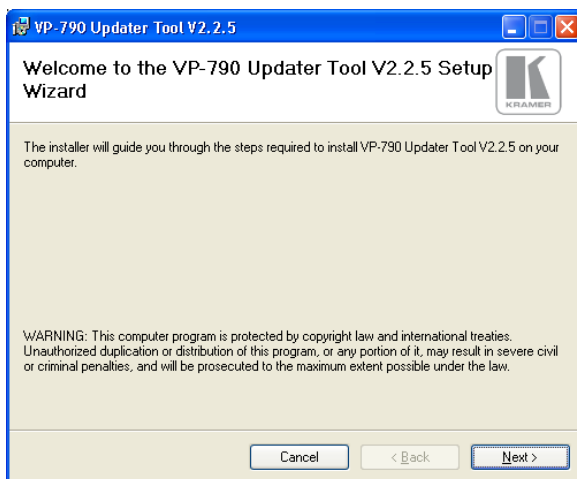 VP-790 Updater Tool V2.2.5
Welcome to the VP-790 Updater Tool V2.2.5 Setup
Wizard
KRAMER
The installer will guide you through the steps required to install VP-790 Updater Tool V2.2.5 on your
computer.
WARNING: This computer program is protected by copyright law and international treaties.
Unauthorized duplication or distribution of this program, or any portion of it, may result in severe civil
or criminal penalties, and will be prosecuted to the maximum extent possible under the law.
Cancel
< Back
Next >